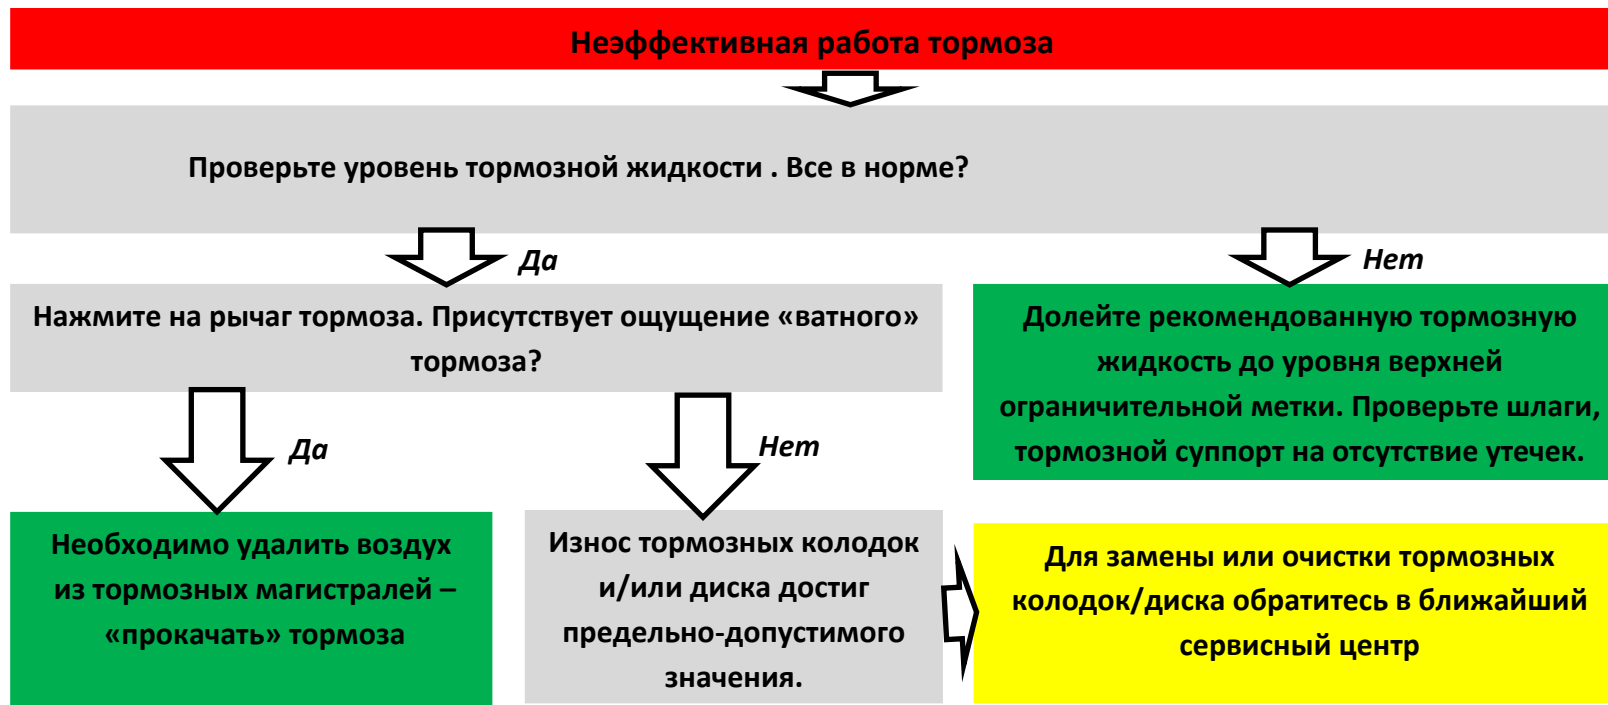 Неэффективная работа тормоза
Проверьте уровень тормозной жидкости . Все в норме?
Да
Нет
Нажмите на рычаг тормоза. Присутствует ощущение «ватного»
тормоза?
Долейте рекомендованную тормозную
жидкость до уровня верхней
ограничительной метки. Проверьте шлаги,
тормозной суппорт на отсутствие утечек.
Да
Нет
Необходимо удалить воздух
из тормозных магистралей –
«прокачать» тормоза
Износ тормозных колодок
и/или диска достиг
предельно-допустимого
значения.
Для замены или очистки тормозных
колодок/диска обратитесь в ближайший
сервисный центр